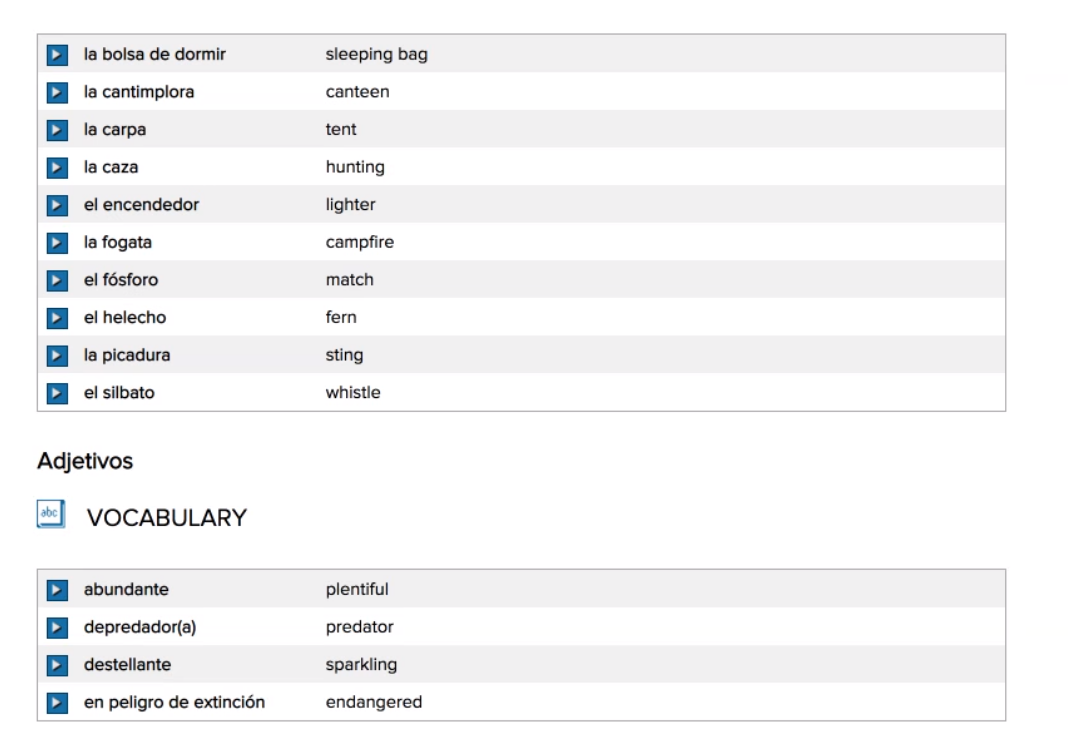 la bolsa de dormir sleeping bag
la cantimplora canteen
la carpa tent
la caza hunting
el encendedor lighter
la fogata campfire
el fósforo match
el helecho fern
la picadura sting
el silbato whistle
Adjetivos
abc VOCABULARY
abundante plentiful
depredador(a) predator
destellante sparkling
en peligro de extinción endangered